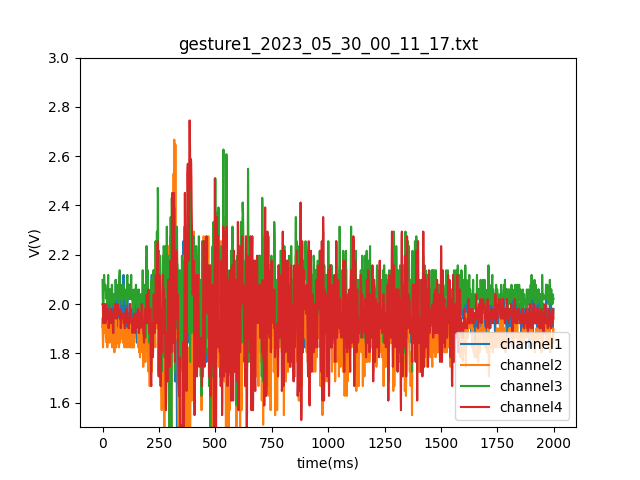 gesture1_2023_05_30_00_11_17.txt
3.0
2.8
2.6
2.4
2.2
2.0
1.8
1.6
V(V)
channel1
channel2
channel3
channel4
0 250 500 750 1000 1250 1500 1750 2000
time(ms)